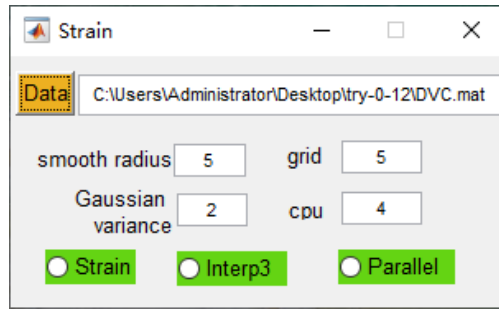 Strain
Data C:\Users\Administrator\Desktop\try-0-12\DVC.mat
smooth radius 5 grid 5
Gaussian
variance 2 cpu 4
Strain Interp3 Parallel